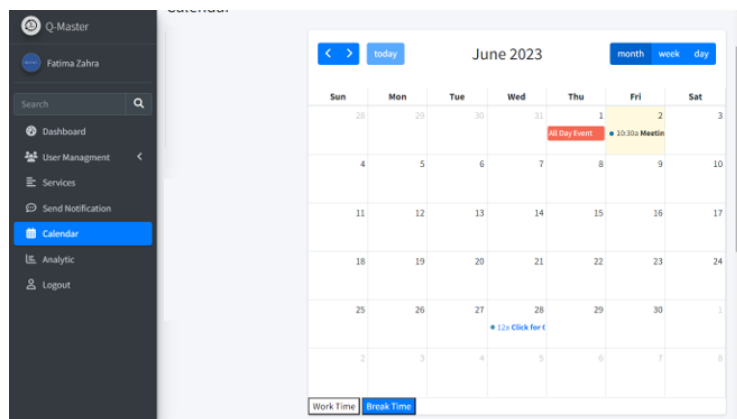 Calendar
Q-Master
Fatima Zahra
Search
Dashboard
User Managment
Services
Send Notification
Calendar
Analytic
Logout
today
June 2023
month week day
Sun Mon Tue Wed Thu Fri Sat
28 29 30 31 1 2 3
All Day Event 10:30a Meetin
4 5 6 7 8 9 10
11 12 13 14 15 16 17
18 19 20 21 22 23 24
25 26 27 28 29 30 1
12a Click for G
2 3 4 5 6 7 8
Work Time Break Time